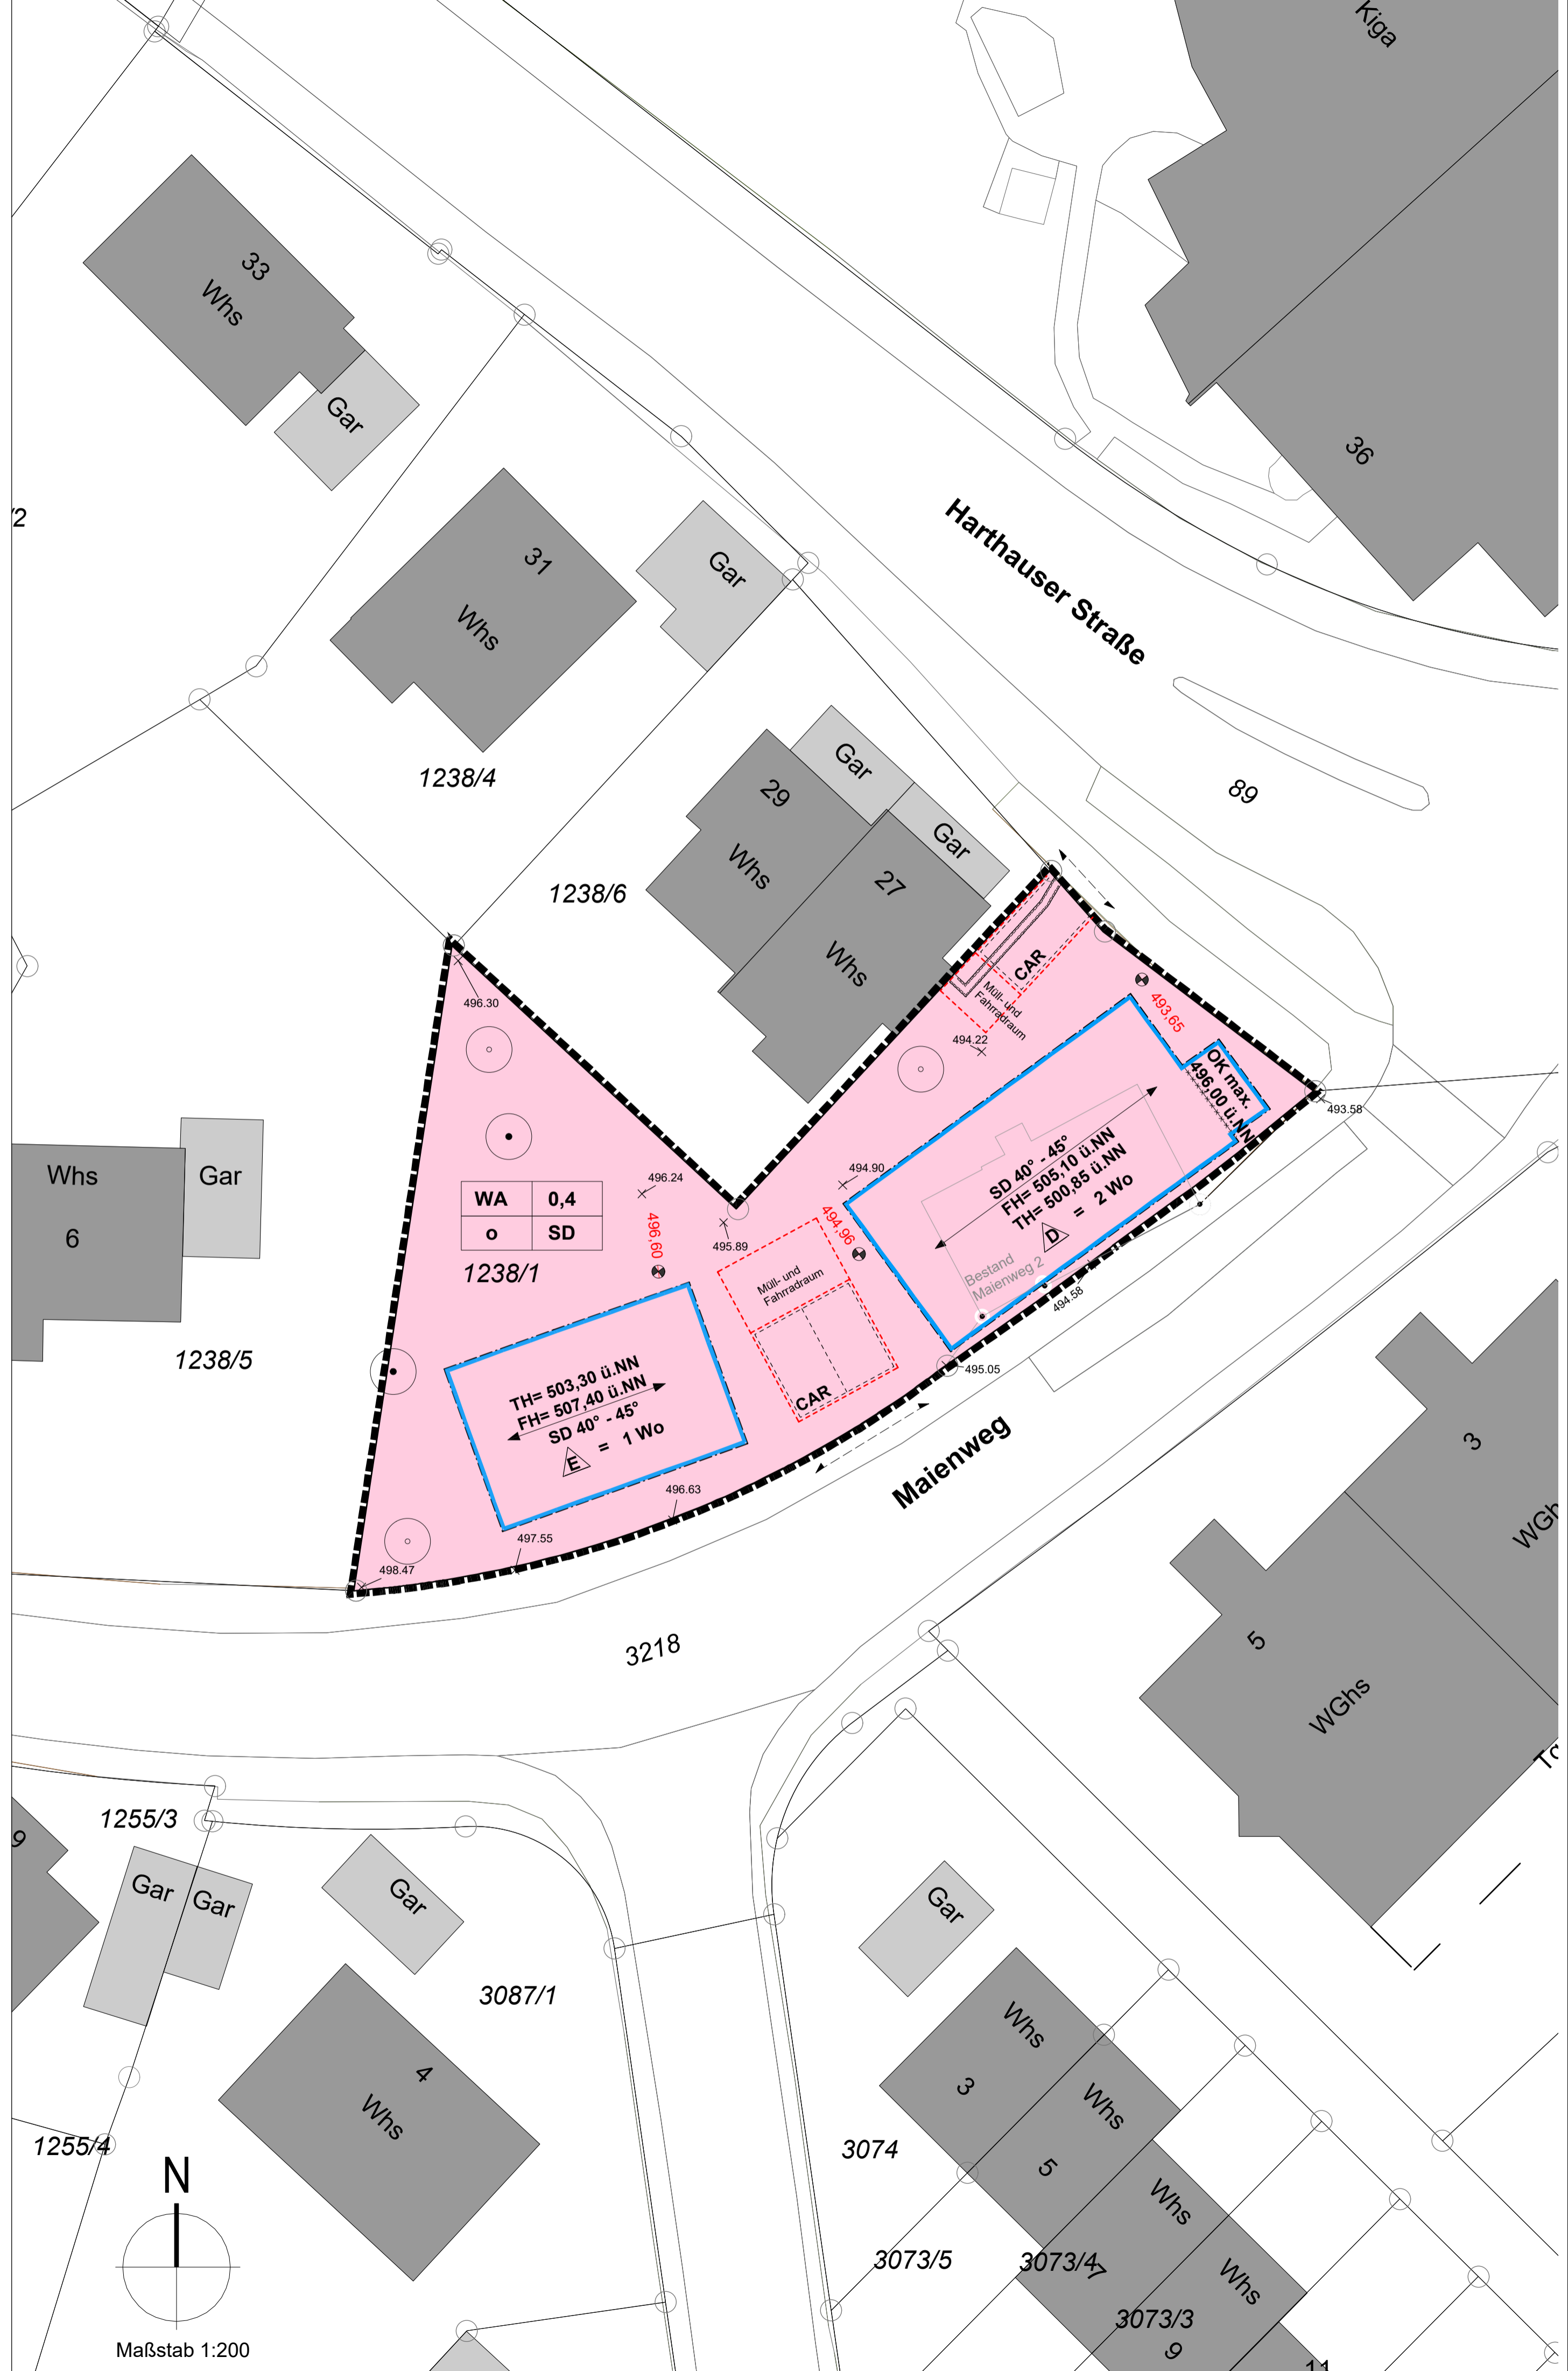 Kiga
33
Whs
Gar
36
/2
Harthauser Straße
31
Whs
Gar
1238/4
89
Gar
29
Whs
Gar
27
Whs
1238/6
CAR
Müll- und
Fahrradraum
493,65
496.30
494.22
OK max.
496,00 ü.NN
493.58
Whs
Gar
6
WA 0,4
o SD
1238/1
496.24
496,60
495.89
494.90
494,96
SD 40° - 45°
FH= 505,10 ü.NN
TH= 500,85 ü.NN
D = 2 Wo
Bestand
Maienweg 2
494.58
Müll- und
Fahrradraum
CAR
495.05
1238/5
TH= 503,30 ü.NN
FH= 507,40 ü.NN
SD 40° - 45°
E = 1 Wo
496.63
497.55
498.47
Maienweg
3
5
WGhs
3218
1255/3
9
Gar
Gar
Gar
3087/1
4
Whs
1255/4
Gar
Whs
3
Whs
5
Whs
7
Whs
9
11
3074
3073/5
3073/4
3073/3
N
Maßstab 1:200